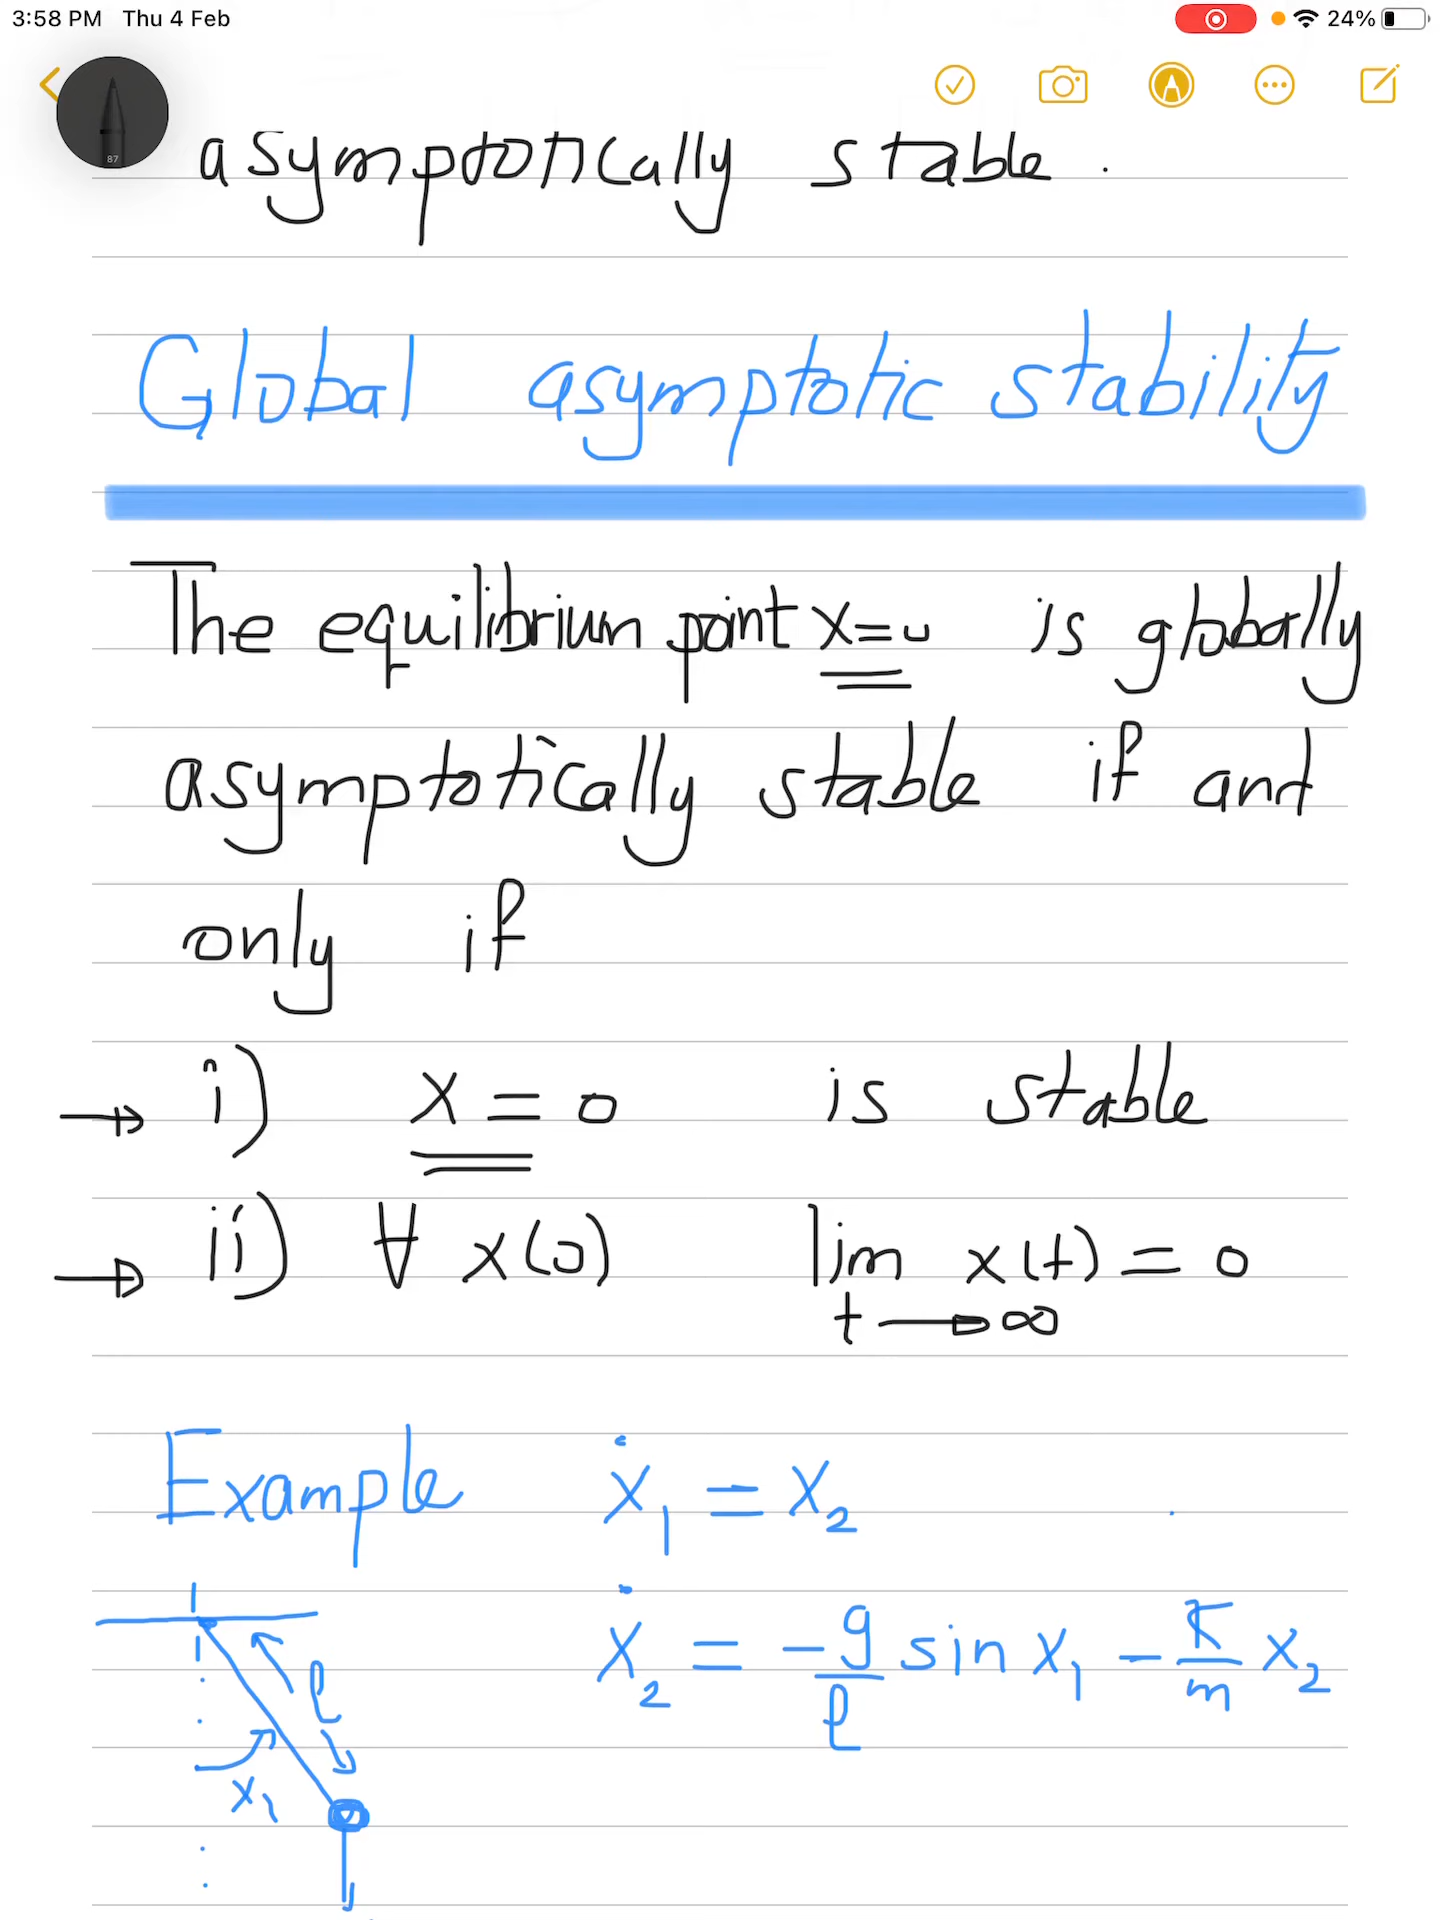 3:58 PM Thu 4 Feb 24%
87
asymptotically stable.
Global asymptotic stability
The equilibrium point x=0 is globally
asymptotically stable if and
only if
→ i) x = 0 is stable
→ ii) ∀ x(0) lim x(t) = 0
t → ∞
Example ẋ₁ = x₂
ẋ₂ = -g/l sin x₁ - k/m x₂
l
x₁